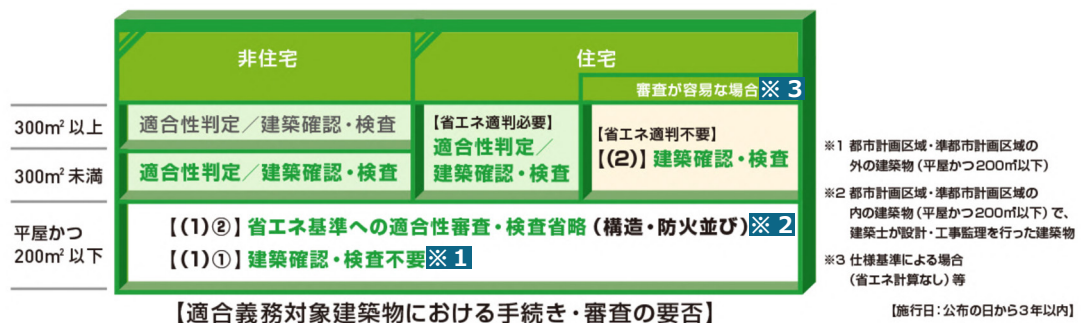 非住宅
住宅
審査が容易な場合※3
300m²以上
適合性判定／建築確認・検査
【省エネ適判必要】
適合性判定／
建築確認・検査
【省エネ適判不要】
【(2)】建築確認・検査
300m²未満
適合性判定／建築確認・検査
平屋かつ
200m²以下
【(1)②】省エネ基準への適合性審査・検査省略（構造・防火並び）※2
【(1)①】建築確認・検査不要※1
※1 都市計画区域・準都市計画区域の
外の建築物（平屋かつ200㎡以下）
※2 都市計画区域・準都市計画区域の
内の建築物（平屋かつ200㎡以下）で、
建築士が設計・工事監理を行った建築物
※3 仕様基準による場合
（省エネ計算なし）等
【適合義務対象建築物における手続き・審査の要否】
【施行日：公布の日から3年以内】